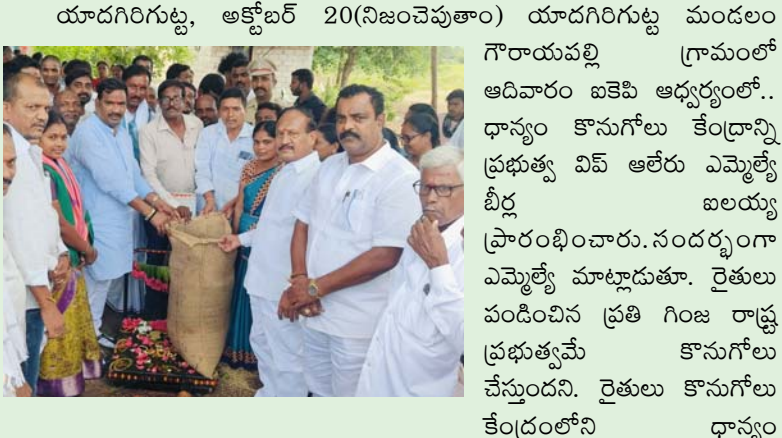 యాదగిరిగుట్ట, అక్టోబర్ 20(నిజంచెపుతాం) యాదగిరిగుట్ట మండలం
గౌరాయపల్లి గ్రామంలో
ఆదివారం ఐకెపి ఆధ్వర్యంలో..
ధాన్యం కొనుగోలు కేంద్రాన్ని
ప్రభుత్వ విప్ ఆలేరు ఎమ్మెల్యే
బీర్ల ఐలయ్య
ప్రారంభించారు.సందర్భంగా
ఎమ్మెల్యే మాట్లాడుతూ. రైతులు
పండించిన ప్రతి గింజ రాష్ట్ర
ప్రభుత్వమే కొనుగోలు
చేస్తుందని. రైతులు కొనుగోలు
కేంద్రంలోని ధాన్యం